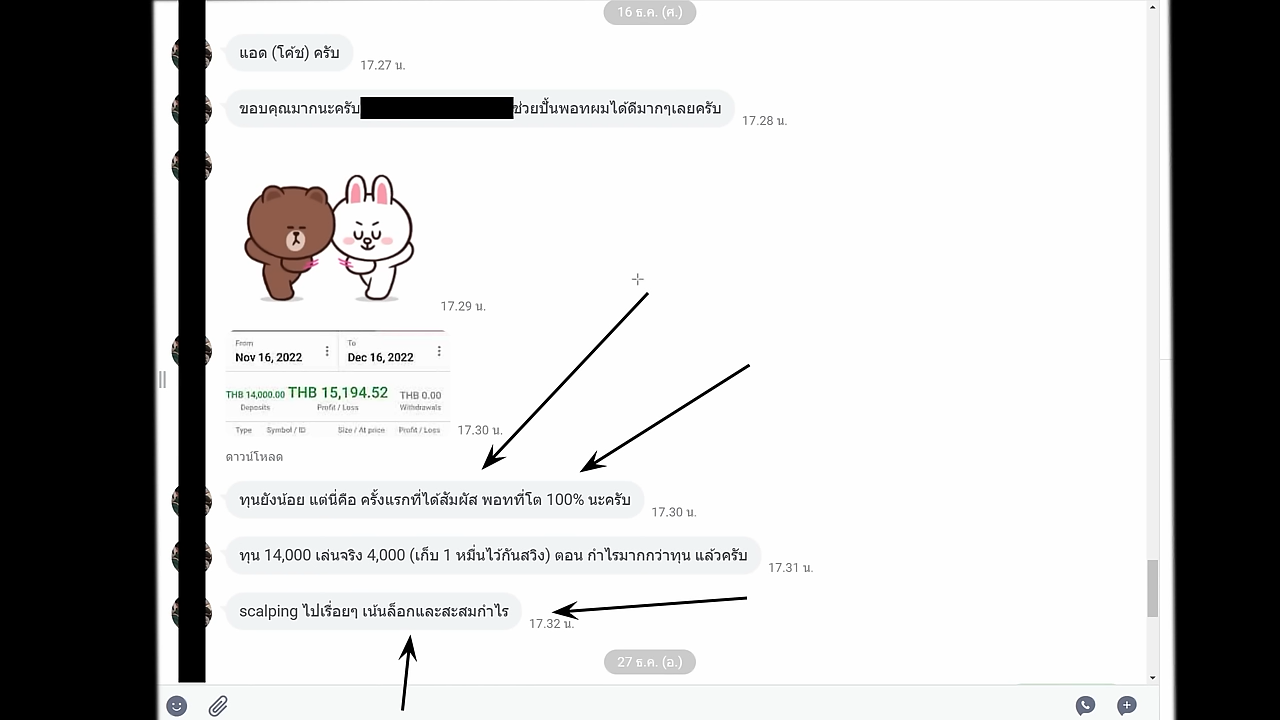 16 ธ.ค. (ศ.)
แอด (โค้ช) ครับ
17.27 น.
ขอบคุณมากนะครับ ช่วยปั้นพอทผมได้ดีมากๆเลยครับ
17.28 น.
17.29 น.
From To
Nov 16, 2022 Dec 16, 2022
THB 14,000.00 THB 15,194.52 THB 0.00
Deposits Profit / Loss Withdrawals
Type Symbol / ID Size / At price Profit / Loss
17.30 น.
ดาวน์โหลด
ทุนยังน้อย แต่นี่คือ ครั้งแรกที่ได้สัมผัส พอทที่โต 100% นะครับ
17.30 น.
ทุน 14,000 เล่นจริง 4,000 (เก็บ 1 หมื่นไว้กันสวิง) ตอน กำไรมากกว่าทุน แล้วครับ
17.31 น.
scalping ไปเรื่อยๆ เน้นล็อกและสะสมกำไร
17.32 น.
27 ธ.ค. (อ.)